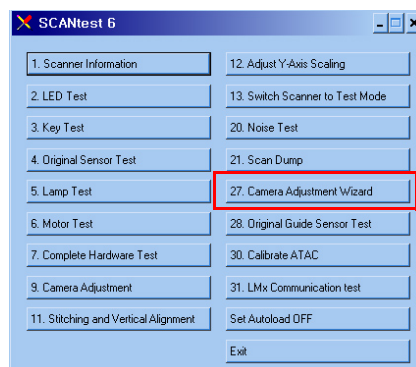 SCANtest 6
1. Scanner Information
2. LED Test
3. Key Test
4. Original Sensor Test
5. Lamp Test
6. Motor Test
7. Complete Hardware Test
9. Camera Adjustment
11. Stitching and Vertical Alignment
12. Adjust Y-Axis Scaling
13. Switch Scanner to Test Mode
20. Noise Test
21. Scan Dump
27. Camera Adjustment Wizard
28. Original Guide Sensor Test
30. Calibrate ATAC
31. LMx Communication test
Set Autoload OFF
Exit